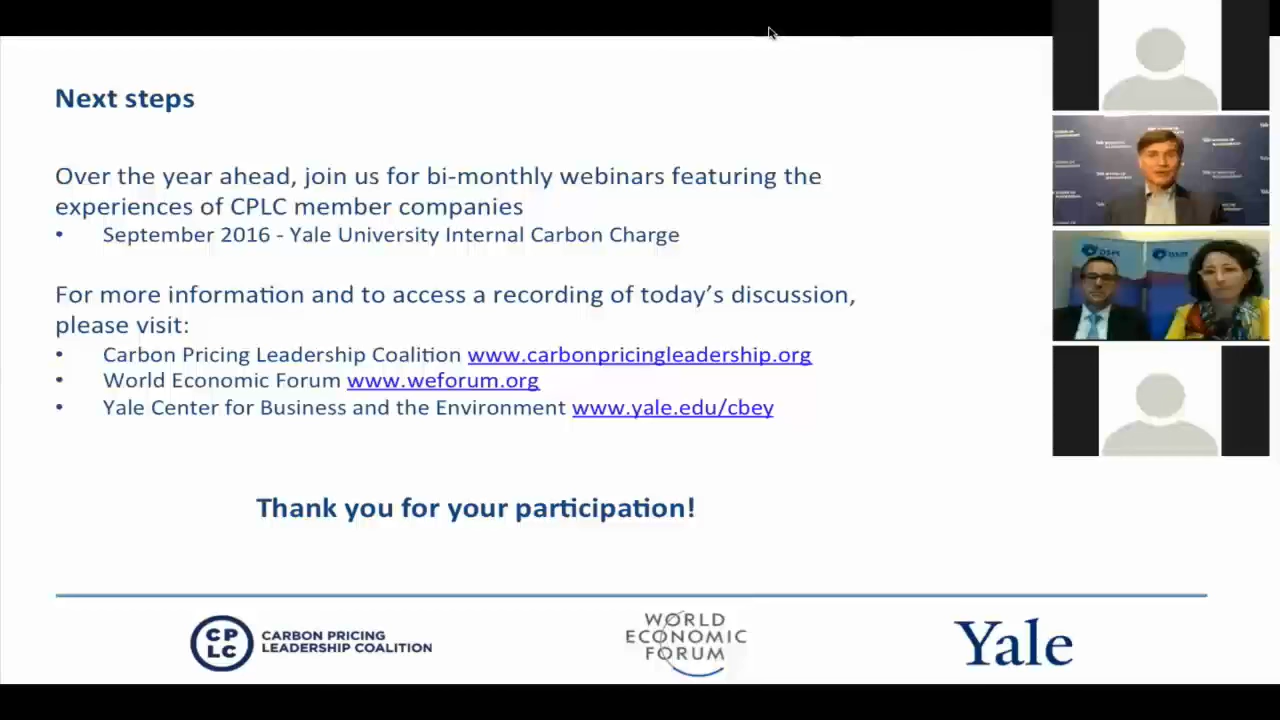 Next steps
Over the year ahead, join us for bi-monthly webinars featuring the
experiences of CPLC member companies
• September 2016 - Yale University Internal Carbon Charge
For more information and to access a recording of today's discussion,
please visit:
• Carbon Pricing Leadership Coalition www.carbonpricingleadership.org
• World Economic Forum www.weforum.org
• Yale Center for Business and the Environment www.yale.edu/cbey
Thank you for your participation!
CP
LC
CARBON PRICING
LEADERSHIP COALITION
WORLD
ECONOMIC
FORUM
Yale